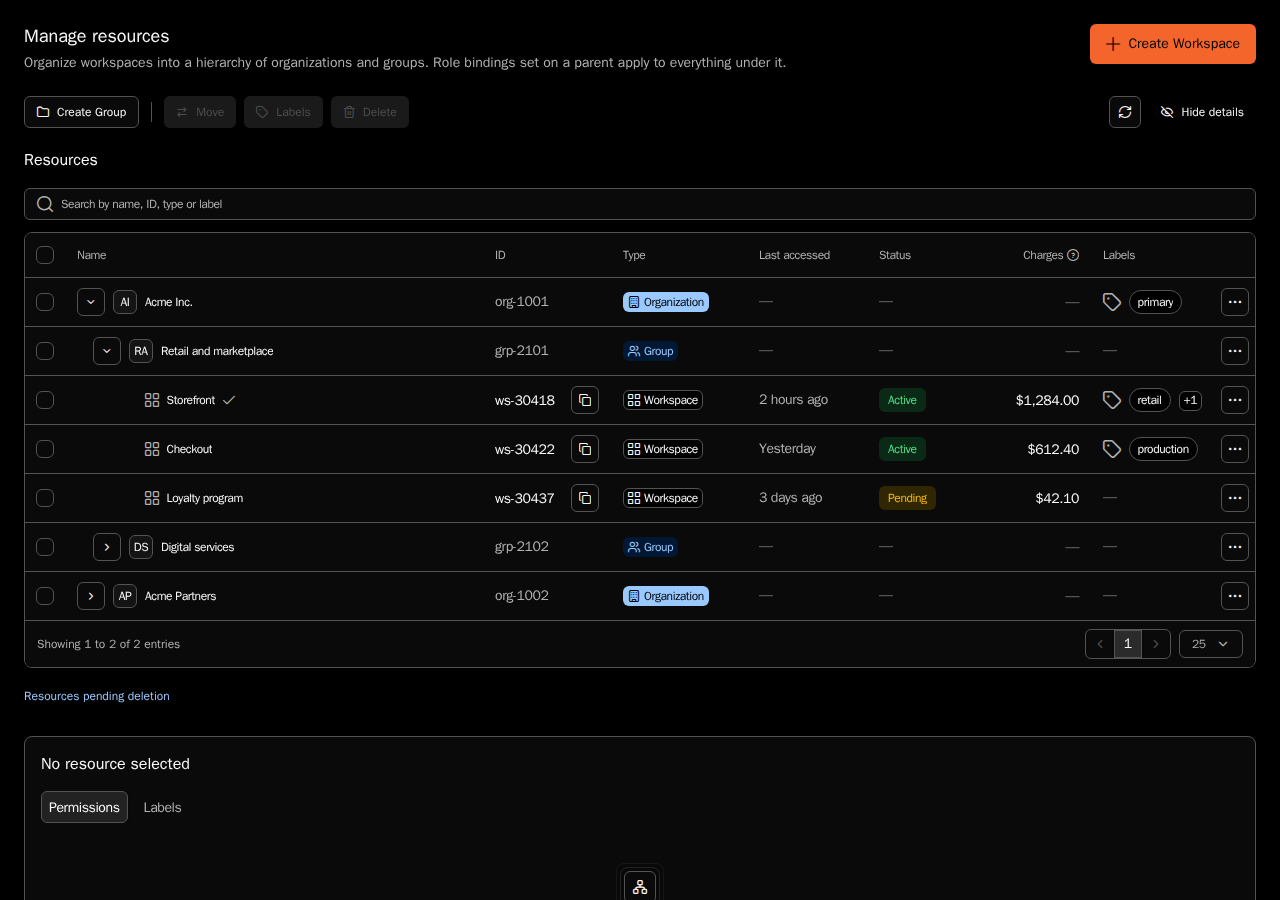 Manage resources
Create Workspace
Organize workspaces into a hierarchy of organizations and groups. Role bindings set on a parent apply to everything under it.
Create Group
Move
Labels
Delete
Hide details
Resources
Search by name, ID, type or label
Name ID Type Last accessed Status Charges Labels
AI Acme Inc. org-1001 Organization — — — primary
RA Retail and marketplace grp-2101 Group — — — —
Storefront ws-30418 Workspace 2 hours ago Active $1,284.00 retail +1
Checkout ws-30422 Workspace Yesterday Active $612.40 production
Loyalty program ws-30437 Workspace 3 days ago Pending $42.10 —
DS Digital services grp-2102 Group — — — —
AP Acme Partners org-1002 Organization — — — —
Showing 1 to 2 of 2 entries
1
25
Resources pending deletion
No resource selected
Permissions
Labels